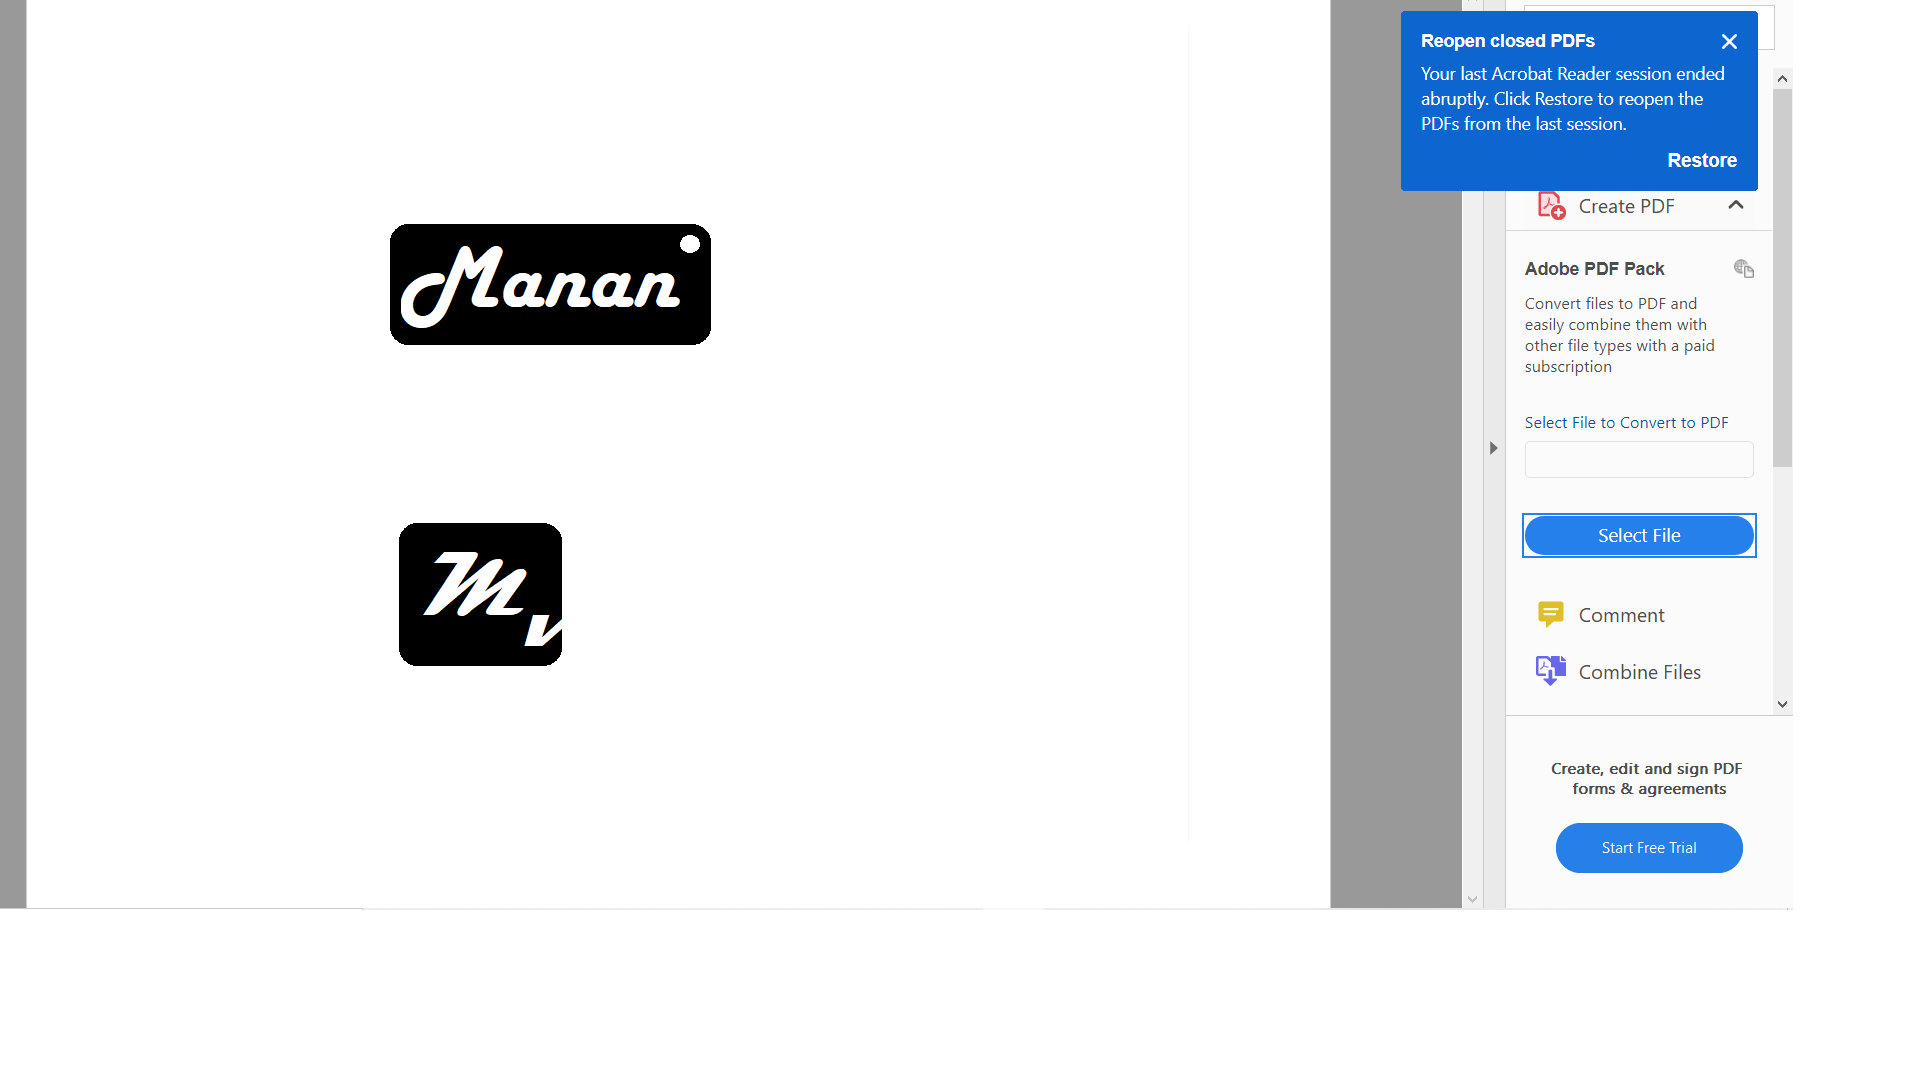 Manan
M
v
Reopen closed PDFs
Your last Acrobat Reader session ended
abruptly. Click Restore to reopen the
PDFs from the last session.
Restore
Create PDF
Adobe PDF Pack
Convert files to PDF and
easily combine them with
other file types with a paid
subscription
Select File to Convert to PDF
Select File
Comment
Combine Files
Create, edit and sign PDF
forms & agreements
Start Free Trial